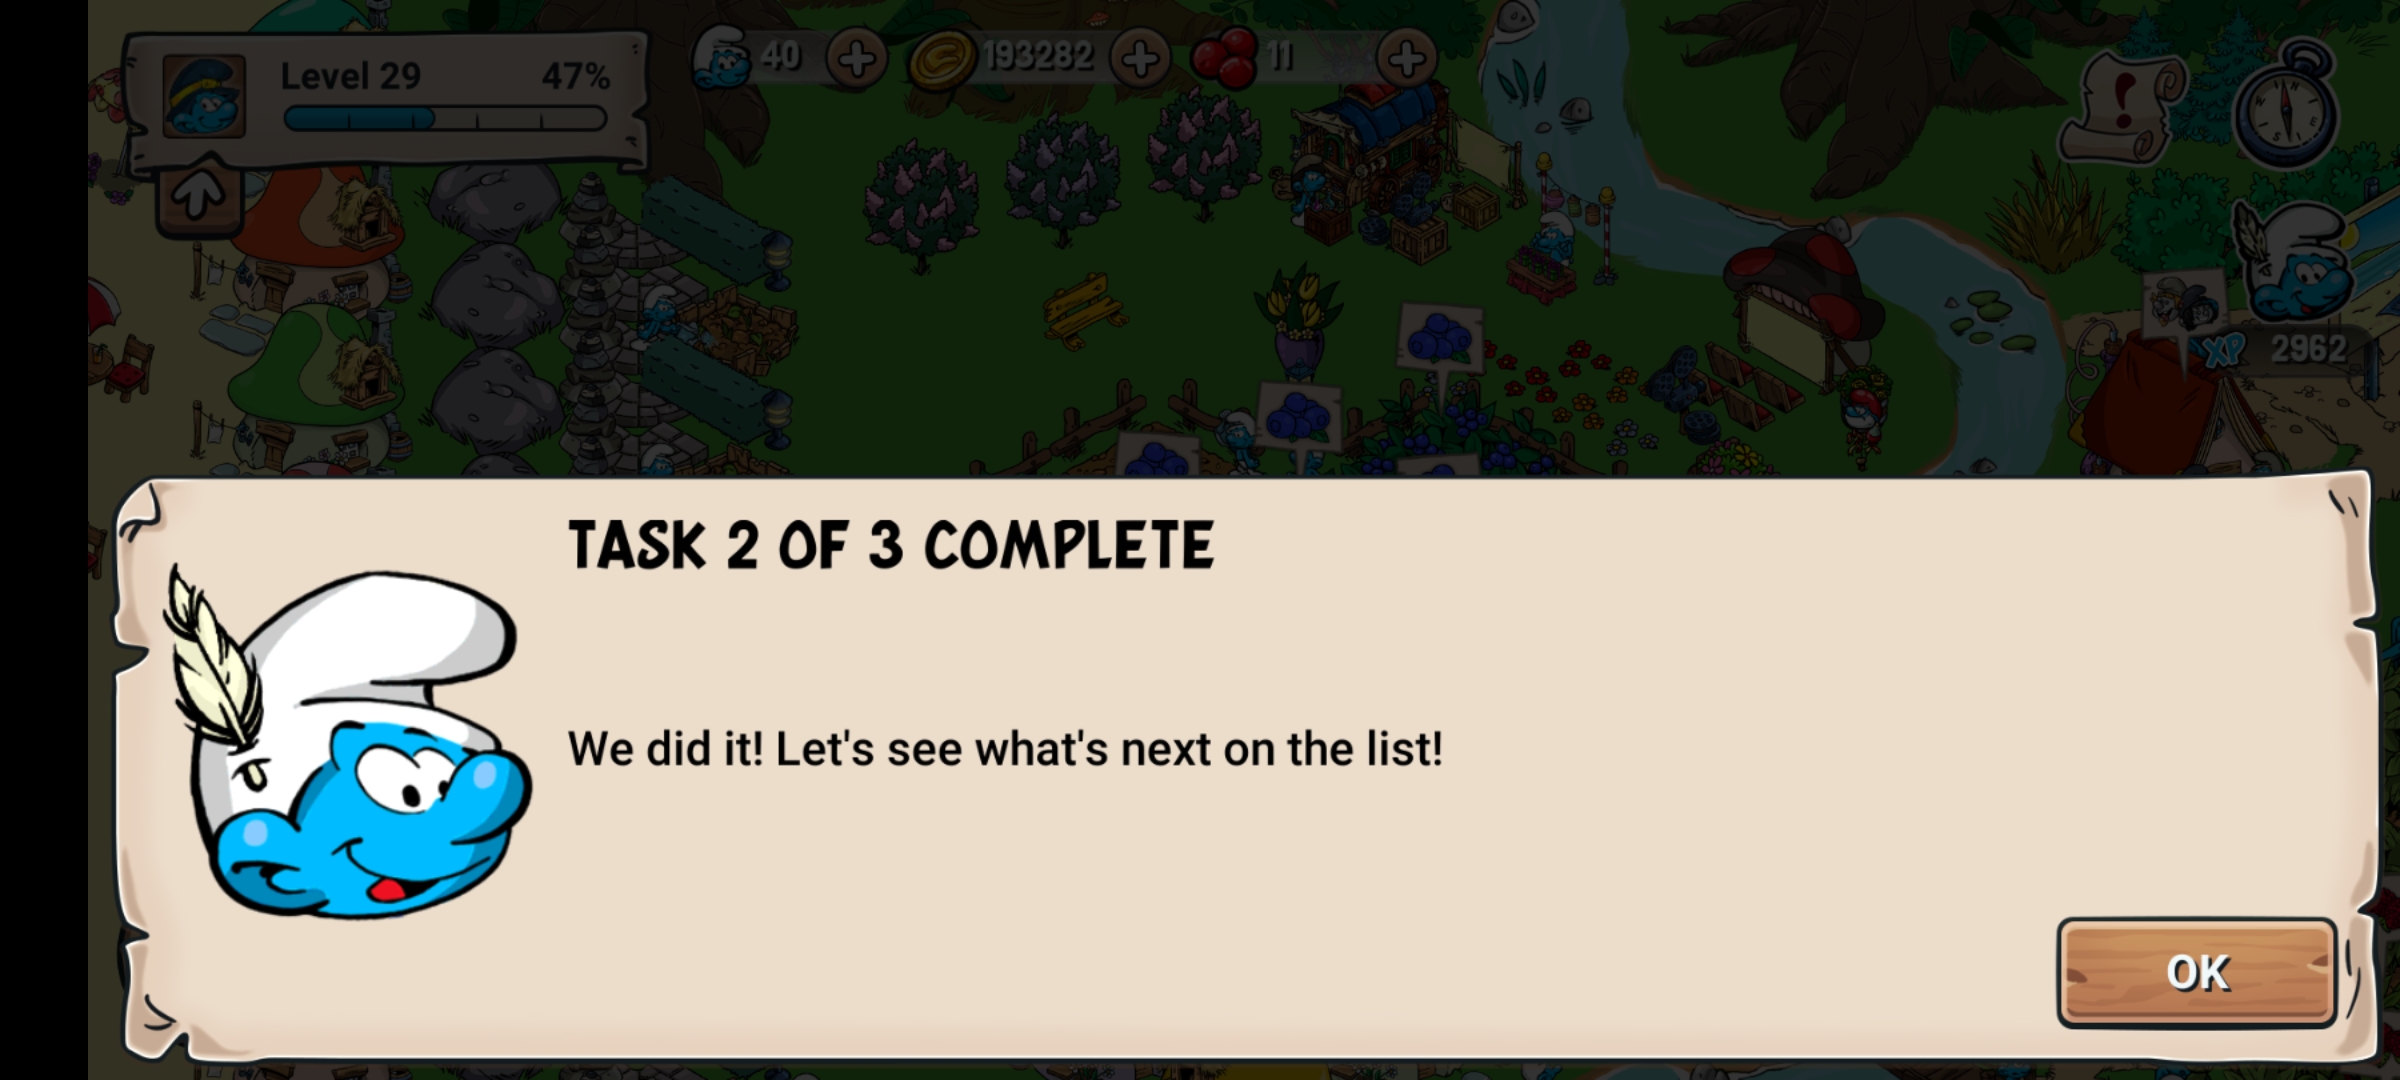 Level 29 47%
40 193282 11
XP 2962
TASK 2 OF 3 COMPLETE
We did it! Let's see what's next on the list!
OK